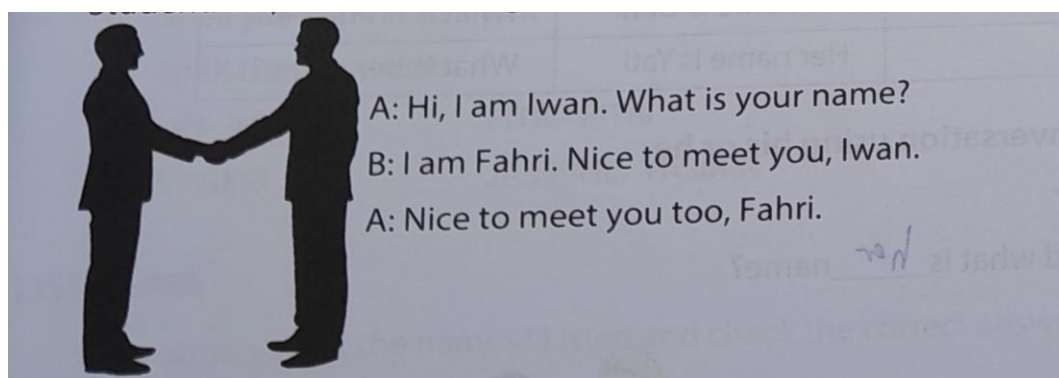 A: Hi, I am Iwan. What is your name?
B: I am Fahri. Nice to meet you, Iwan.
A: Nice to meet you too, Fahri.